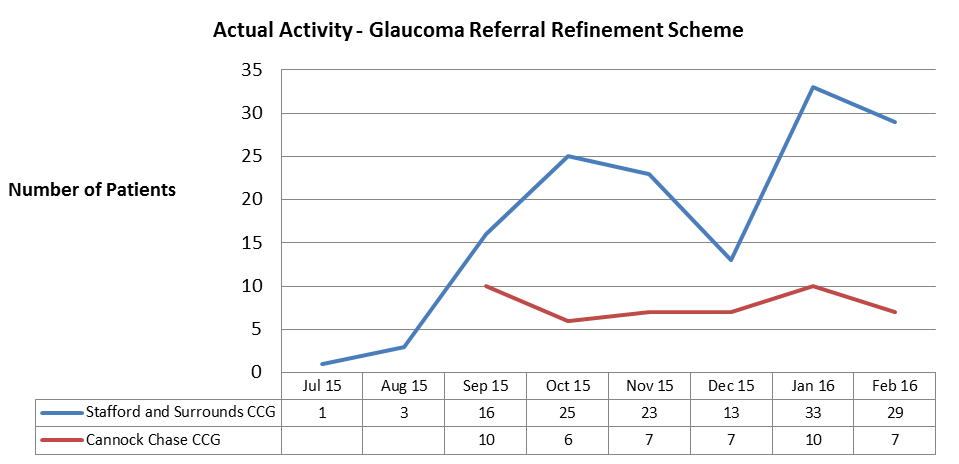 Actual Activity - Glaucoma Referral Refinement Scheme
35
30
25
20
15
10
5
0
Number of Patients
Jul 15 Aug 15 Sep 15 Oct 15 Nov 15 Dec 15 Jan 16 Feb 16
Stafford and Surrounds CCG 1 3 16 25 23 13 33 29
Cannock Chase CCG 10 6 7 7 10 7